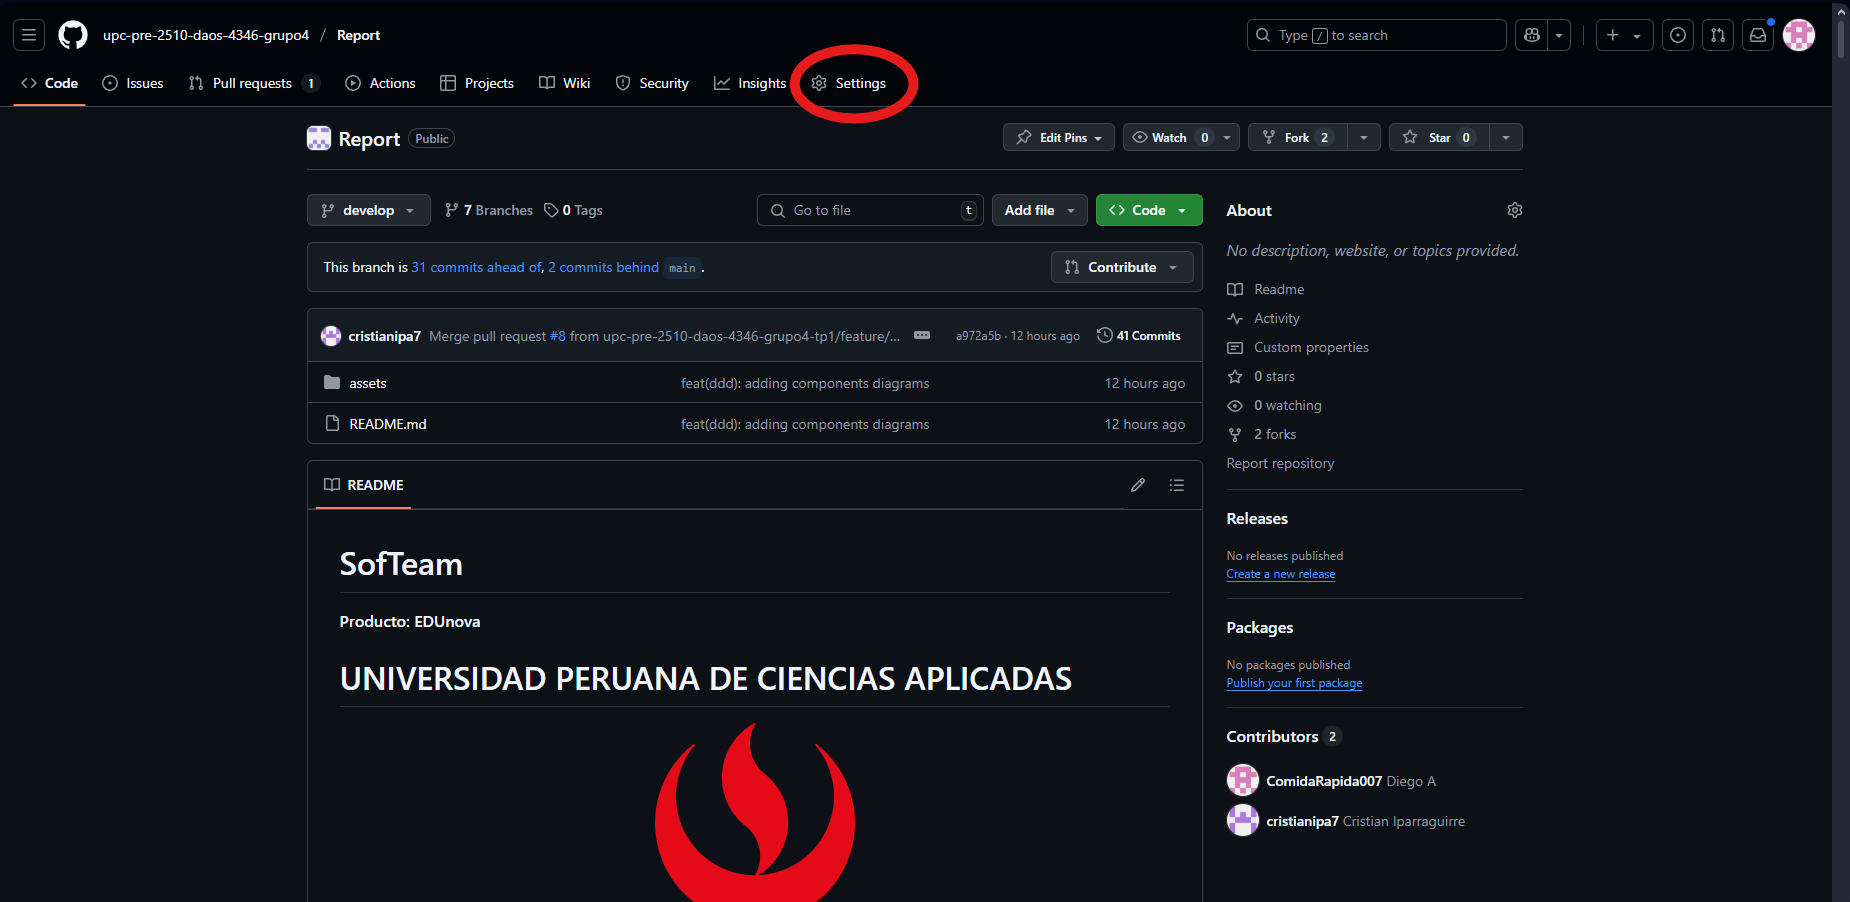 upc-pre-2510-daos-4346-grupo4 / Report
Type / to search
Code
Issues
Pull requests 1
Actions
Projects
Wiki
Security
Insights
Settings
Report Public
Edit Pins
Watch 0
Fork 2
Star 0
develop
7 Branches
0 Tags
Go to file t
Add file
Code
This branch is 31 commits ahead of, 2 commits behind main .
Contribute
cristianipa7 Merge pull request #8 from upc-pre-2510-daos-4346-grupo4-tp1/feature/... a972a5b · 12 hours ago 41 Commits
assets feat(ddd): adding components diagrams 12 hours ago
README.md feat(ddd): adding components diagrams 12 hours ago
README
SofTeam
Producto: EDUnova
UNIVERSIDAD PERUANA DE CIENCIAS APLICADAS
About
No description, website, or topics provided.
Readme
Activity
Custom properties
0 stars
0 watching
2 forks
Report repository
Releases
No releases published
Create a new release
Packages
No packages published
Publish your first package
Contributors 2
ComidaRapida007 Diego A
cristianipa7 Cristian Iparraguirre